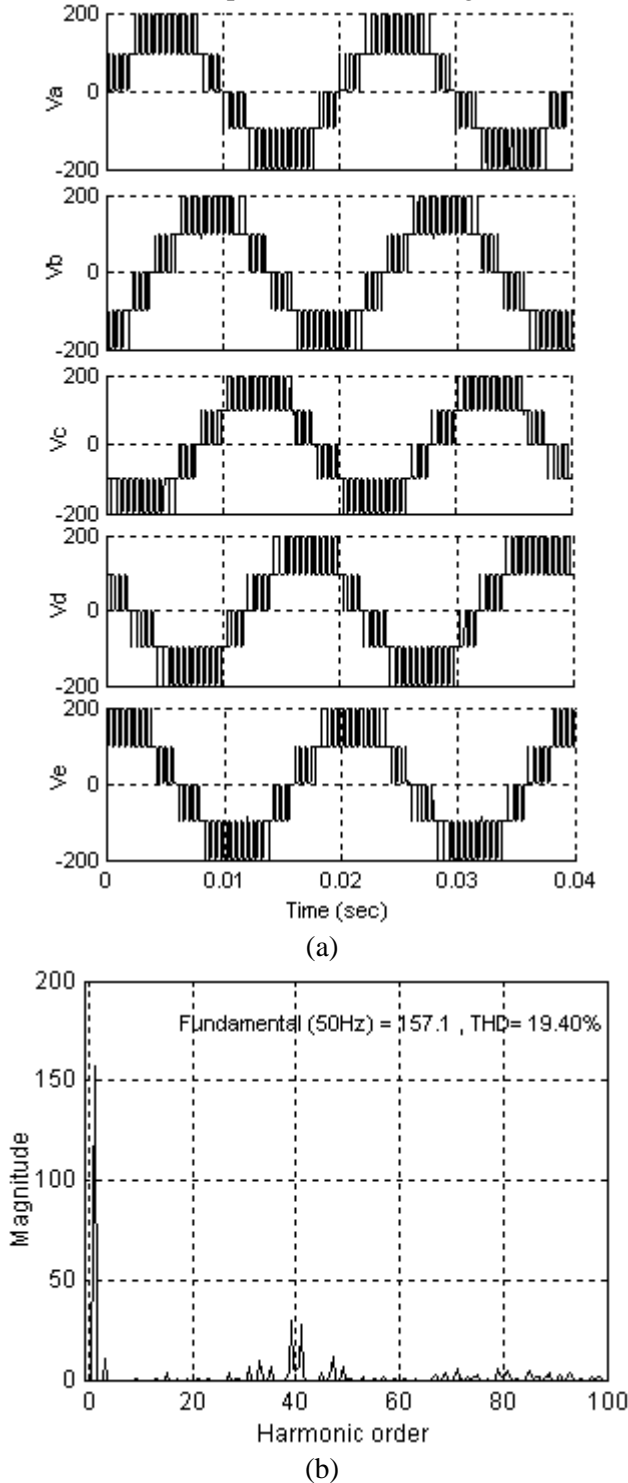 200
0
-200
Va
200
0
-200
Vb
200
0
-200
Vc
200
0
-200
Vd
200
0
-200
Ve
0 0.01 0.02 0.03 0.04
Time (sec)
(a)
200
150
100
50
0
Magnitude
Fundamental (50Hz) = 157.1 , THD= 19.40%
0 20 40 60 80 100
Harmonic order
(b)